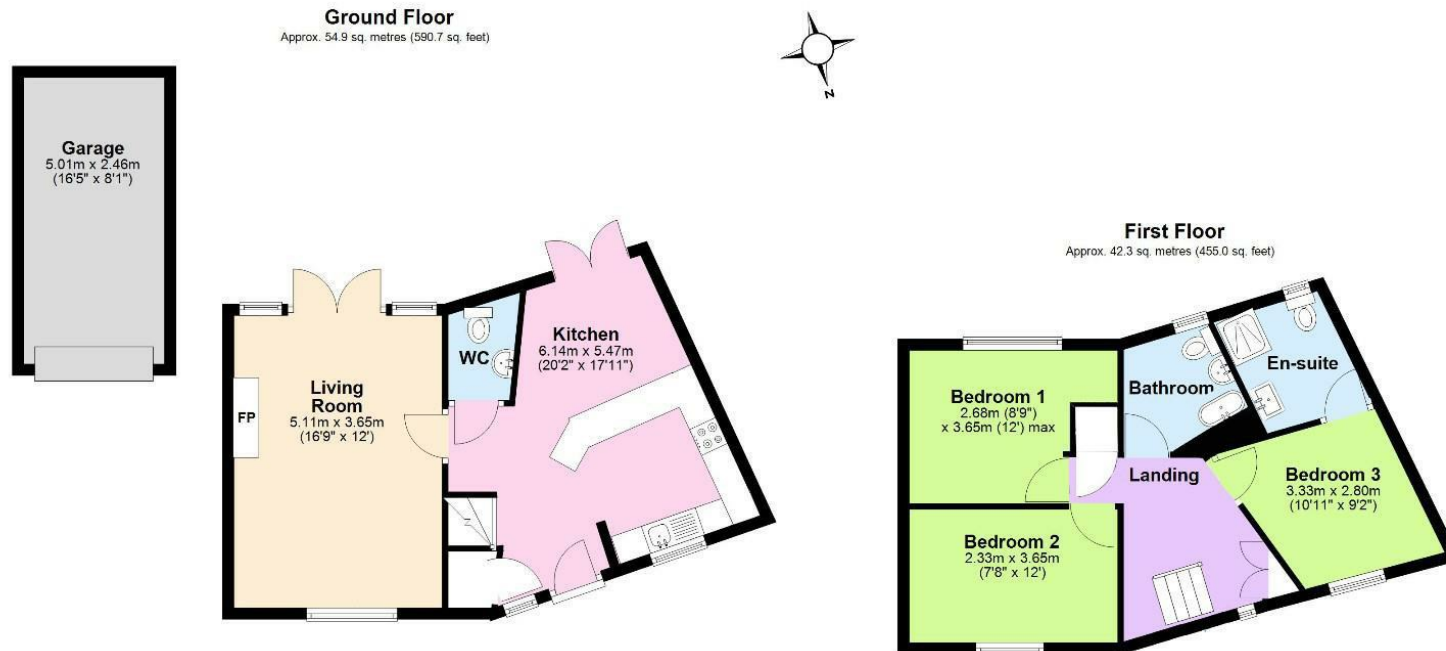 Ground Floor
Approx. 54.9 sq. metres (590.7 sq. feet)
N
Garage
5.01m x 2.46m
(16'5" x 8'1")
Kitchen
6.14m x 5.47m
(20'2" x 17'11")
WC
Living
Room
5.11m x 3.65m
(16'9" x 12')
FP
First Floor
Approx. 42.3 sq. metres (455.0 sq. feet)
Bedroom 1
2.68m (8'9")
x 3.65m (12') max
Bathroom
En-suite
Landing
Bedroom 3
3.33m x 2.80m
(10'11" x 9'2")
Bedroom 2
2.33m x 3.65m
(7'8" x 12')